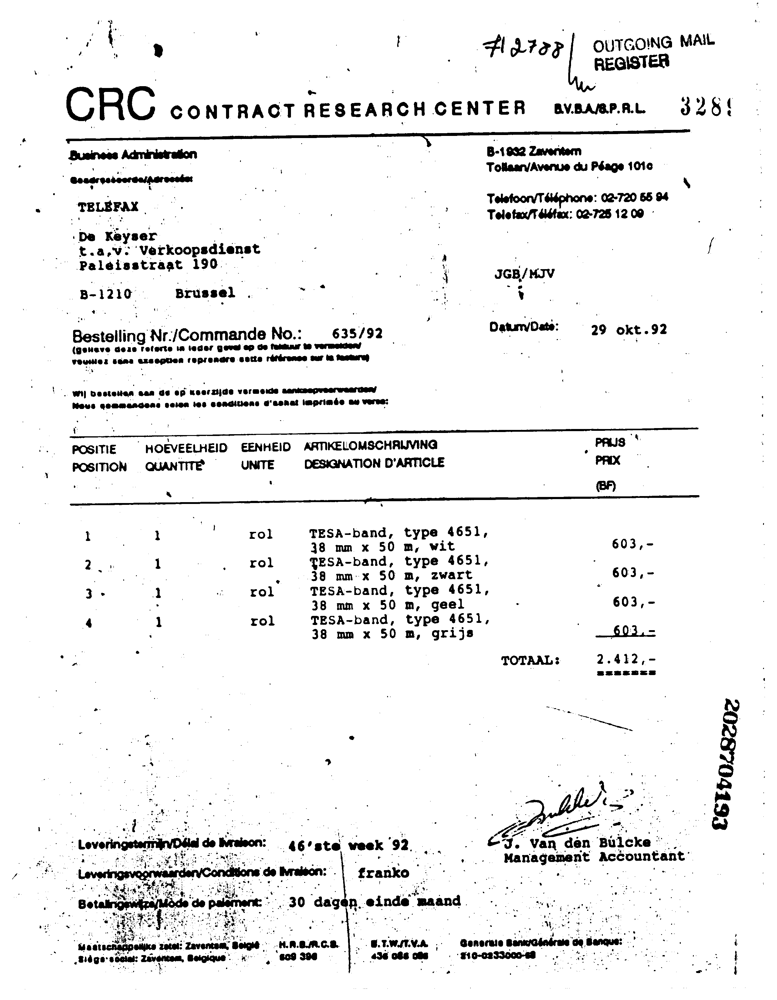 #12788
OUTGOING MAIL
REGISTER
CRC CONTRACT RESEARCH CENTER B.V.B.A./S.P.R.L. 3289
Business Administration
B-1932 Zaventem
Tollaan/Avenue du Péage 101c
Geadresseerde/Adressée:
TELEFAX
Telefoon/Téléphone: 02-720 55 94
Telefax/Téléfax: 02-725 12 09
De Keyser
t.a.v. Verkoopsdienst
Paleisstraat 190
JGB/MJV
B-1210 Brussel
Bestelling Nr./Commande No.: 635/92
Datum/Date: 29 okt.92
(gelieve deze referte in ieder geval op de faktuur te vermelden/
veuillez sans exception reprendre cette référence sur la facture)
Wij bestellen aan de op keerzijde vermelde aankoopvoorwaarden/
Nous commandons selon les conditions d'achat imprimés au verso:
POSITIE HOEVEELHEID EENHEID ARTIKELOMSCHRIJVING PRIJS
POSITION QUANTITE UNITE DESIGNATION D'ARTICLE PRIX
(BF)
1 1 rol TESA-band, type 4651,
38 mm x 50 m, wit 603,-
2 1 rol TESA-band, type 4651,
38 mm x 50 m, zwart 603,-
3 1 rol TESA-band, type 4651,
38 mm x 50 m, geel 603,-
4 1 rol TESA-band, type 4651,
38 mm x 50 m, grijs 603,-
TOTAAL: 2.412,-
2028704193
Leveringstermijn/Délai de livraison: 46'ste week '92
J. Van den Bulcke
Management Accountant
Leveringsvoorwaarden/Conditions de livraison: franko
Betalingswijze/Mode de paiement: 30 dagen einde maand
Maatschappelijke zetel: Zaventem, België H.R.B./R.C.B. B.T.W./T.V.A. Generale Bank/Générale de Banque:
Siège social: Zaventem, Belgique 509 396